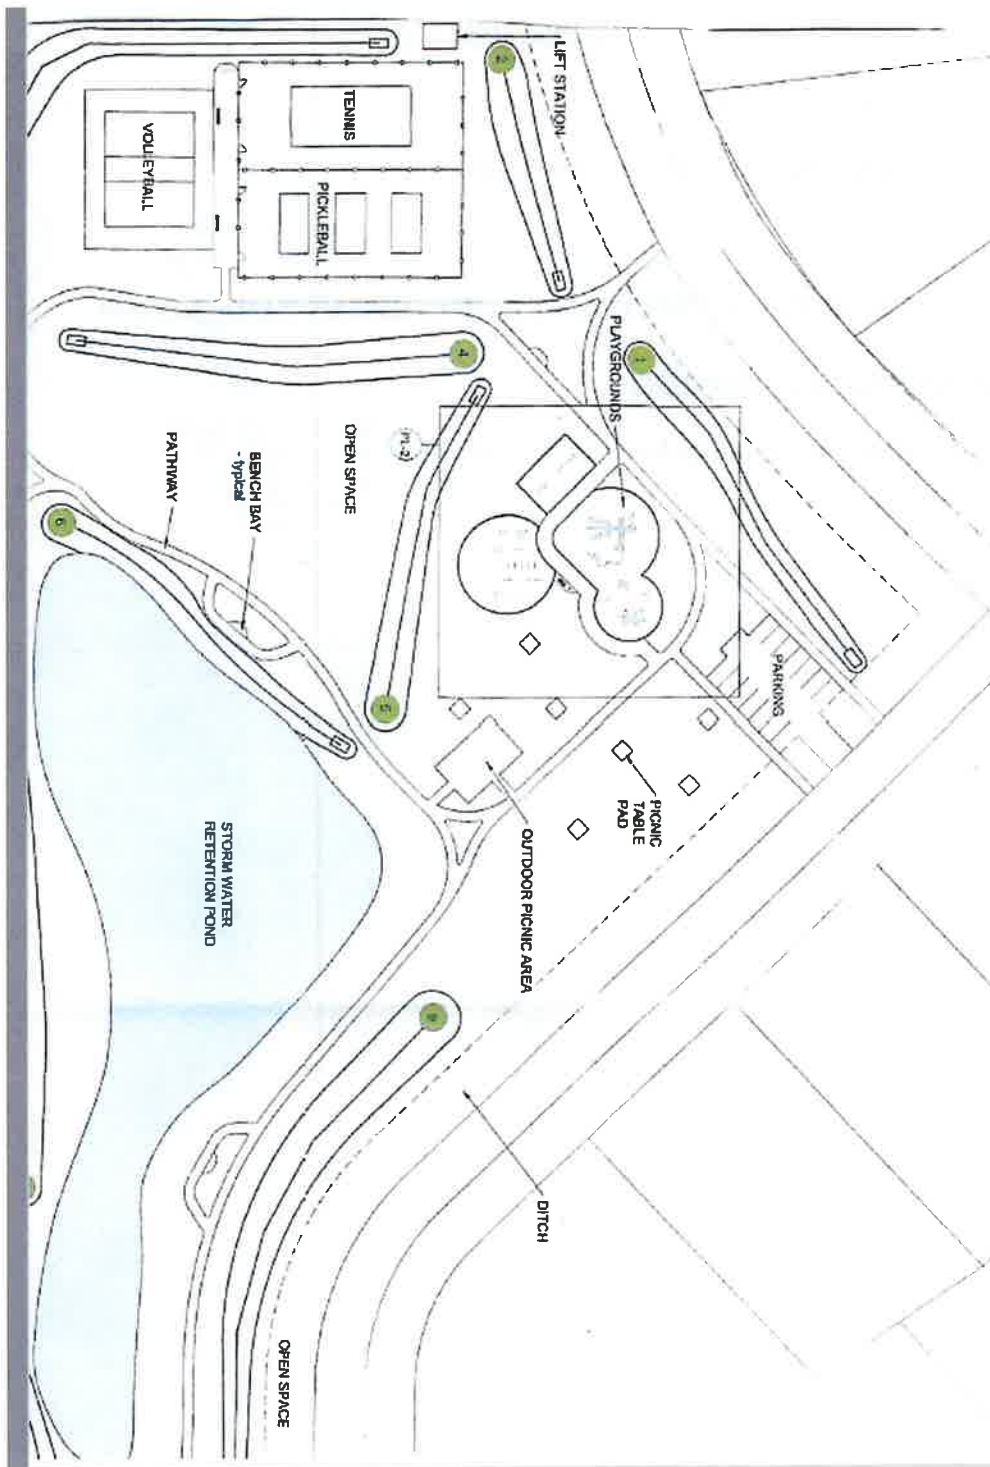 LIFT STATION
TENNIS
VOLLEYBALL
PICKLEBALL
2
PLAYGROUNDS
1
4
PL-2
OPEN SPACE
PATHWAY
BENCH BAY
- typical
6
5
PARKING
PICNIC
TABLE
PAD
OUTDOOR PICNIC AREA
STORM WATER
RETENTION POND
DITCH
OPEN SPACE